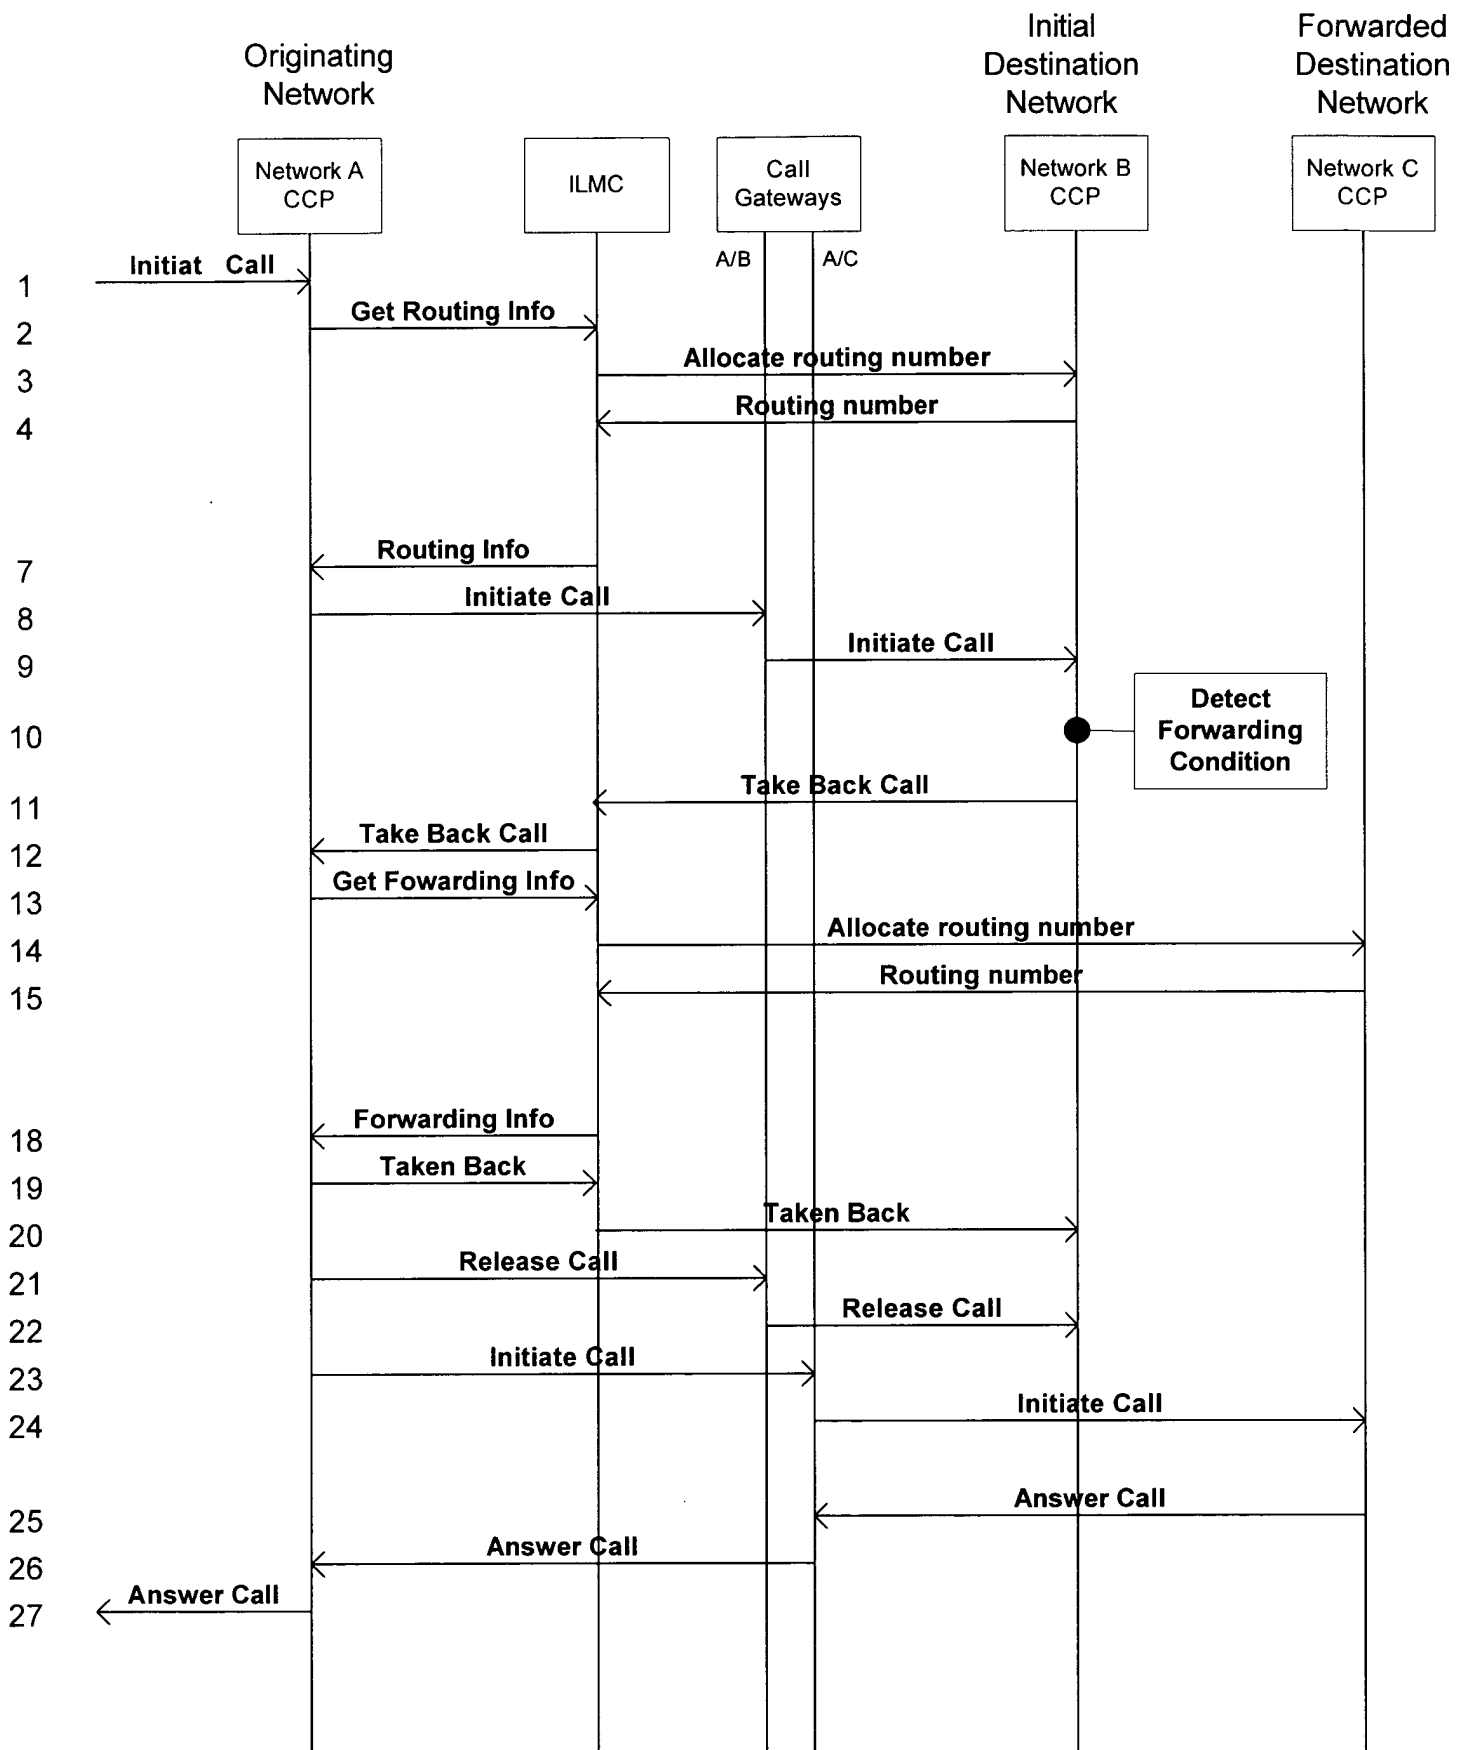 Originating
Network
Initial
Destination
Network
Forwarded
Destination
Network
Network A
CCP
ILMC
Call
Gateways
Network B
CCP
Network C
CCP
A/B
A/C
1
Initiat Call
2
Get Routing Info
3
Allocate routing number
4
Routing number
7
Routing Info
8
Initiate Call
9
Initiate Call
10
Detect
Forwarding
Condition
11
Take Back Call
12
Take Back Call
13
Get Fowarding Info
14
Allocate routing number
15
Routing number
18
Forwarding Info
19
Taken Back
20
Taken Back
21
Release Call
22
Release Call
23
Initiate Call
24
Initiate Call
25
Answer Call
26
Answer Call
27
Answer Call